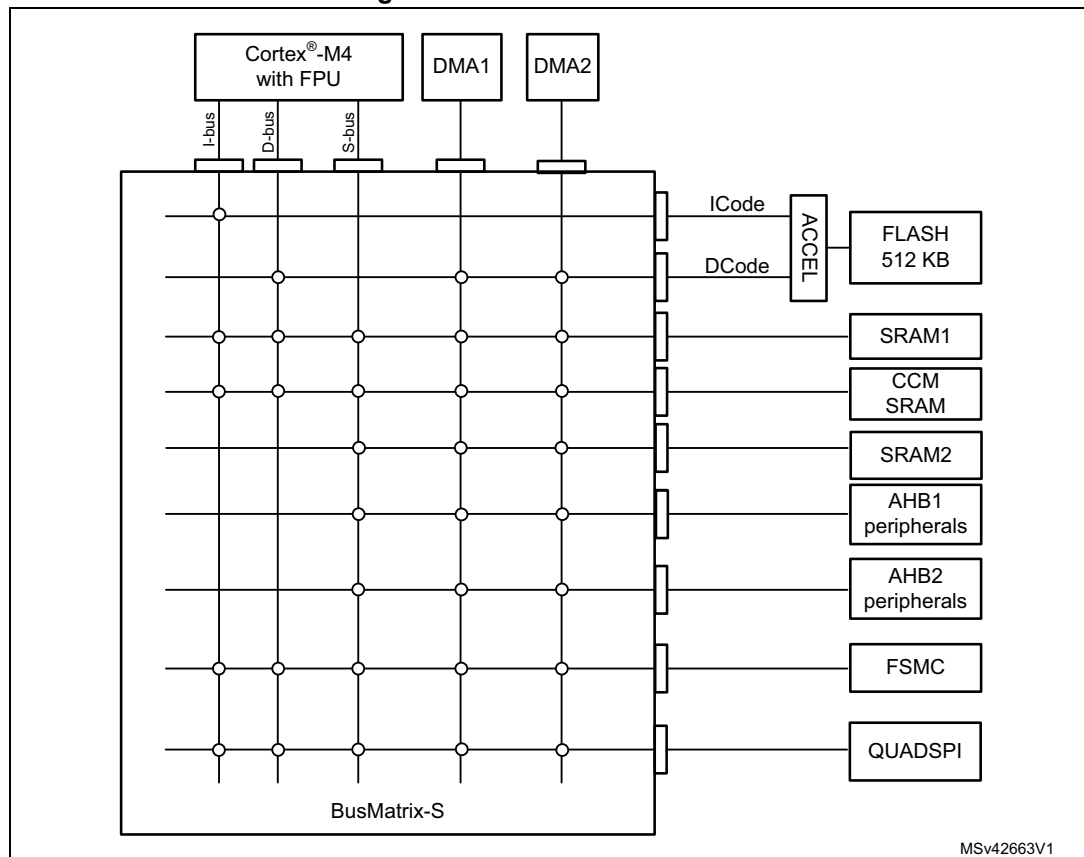 Cortex®-M4
with FPU
DMA1
DMA2
I-bus
D-bus
S-bus
ICode
DCode
ACCEL
FLASH
512 KB
SRAM1
CCM
SRAM
SRAM2
AHB1
peripherals
AHB2
peripherals
FSMC
QUADSPI
BusMatrix-S
MSv42663V1